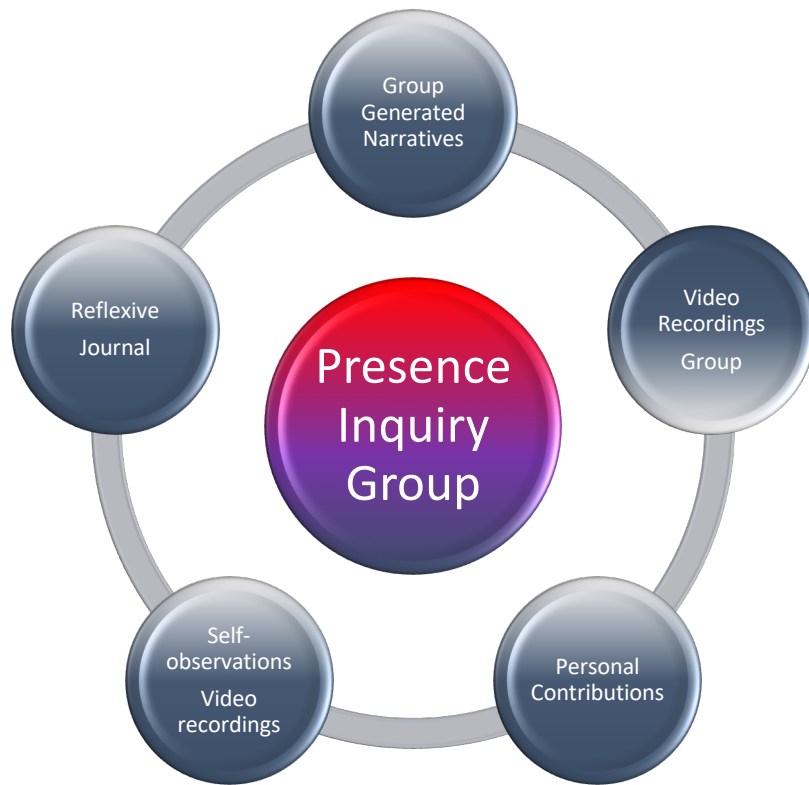 Group
Generated
Narratives
Video
Recordings
Group
Personal
Contributions
Self-
observations
Video
recordings
Reflexive
Journal
Presence
Inquiry
Group